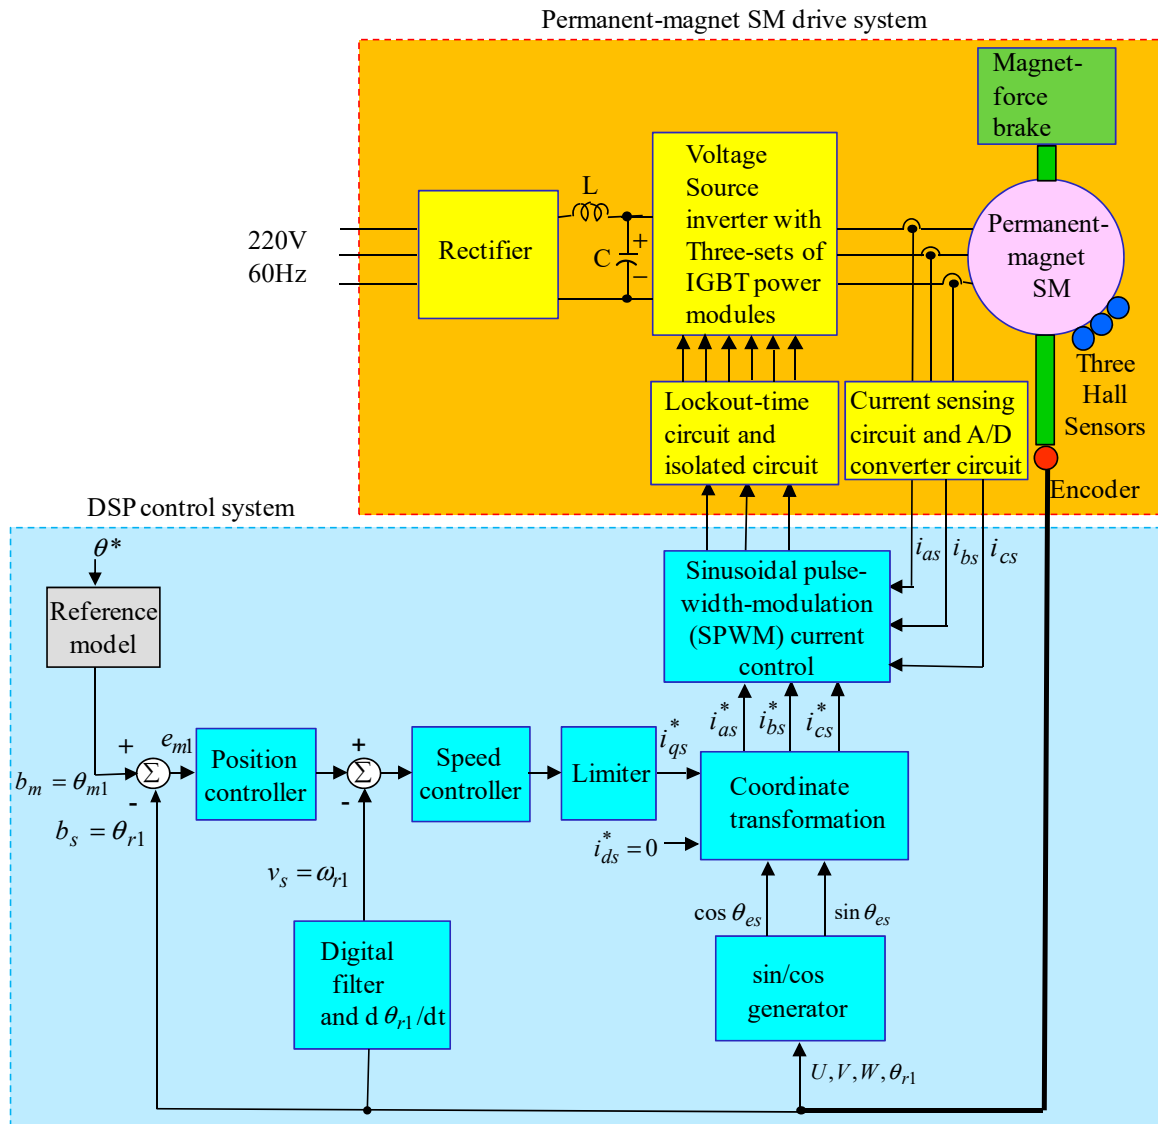 Permanent-magnet SM drive system
Magnet-
force
brake
Voltage
Source
inverter with
Three-sets of
IGBT power
modules
L
Rectifier
220V
60Hz
C
+
−
Permanent-
magnet
SM
Three
Hall
Sensors
Lockout-time
circuit and
isolated circuit
Current sensing
circuit and A/D
converter circuit
Encoder
DSP control system
θ*
Reference
model
i_as i_bs i_cs
Sinusoidal pulse-
width-modulation
(SPWM) current
control
i*_as i*_bs i*_cs
+
e_m1
Position
controller
+
Speed
controller
Limiter
i*_qs
Coordinate
transformation
b_m = θ_m1
Σ
-
Σ
-
b_s = θ_r1
i*_ds = 0
v_s = ω_r1
cos θ_es
sin θ_es
Digital
filter
and d θ_r1/dt
sin/cos
generator
U, V, W, θ_r1